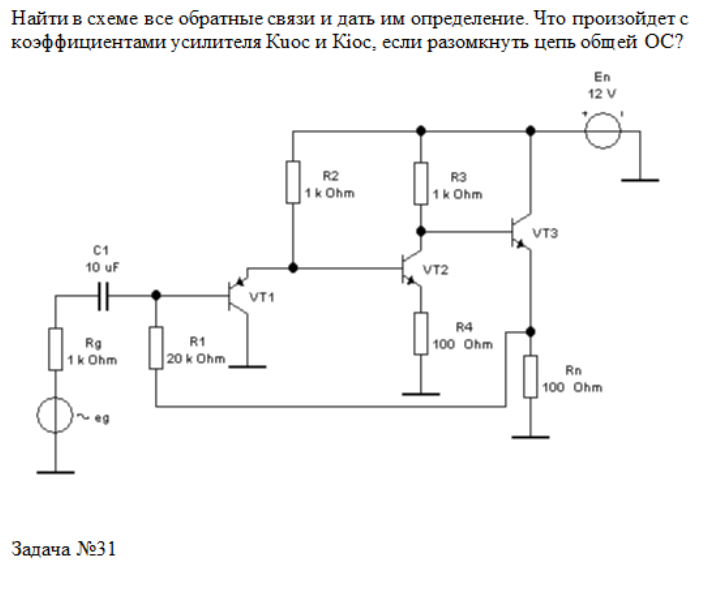 Найти в схеме все обратные связи и дать им определение. Что произойдет с
коэффициентами усилителя Киос и Кiос, если разомкнуть цепь общей ОС?
En
12 V
+
'
R2
1 k Ohm
R3
1 k Ohm
VT3
C1
10 uF
VT2
VT1
Rg
1 k Ohm
R1
20 k Ohm
R4
100 Ohm
Rn
100 Ohm
~ eg
Задача №31